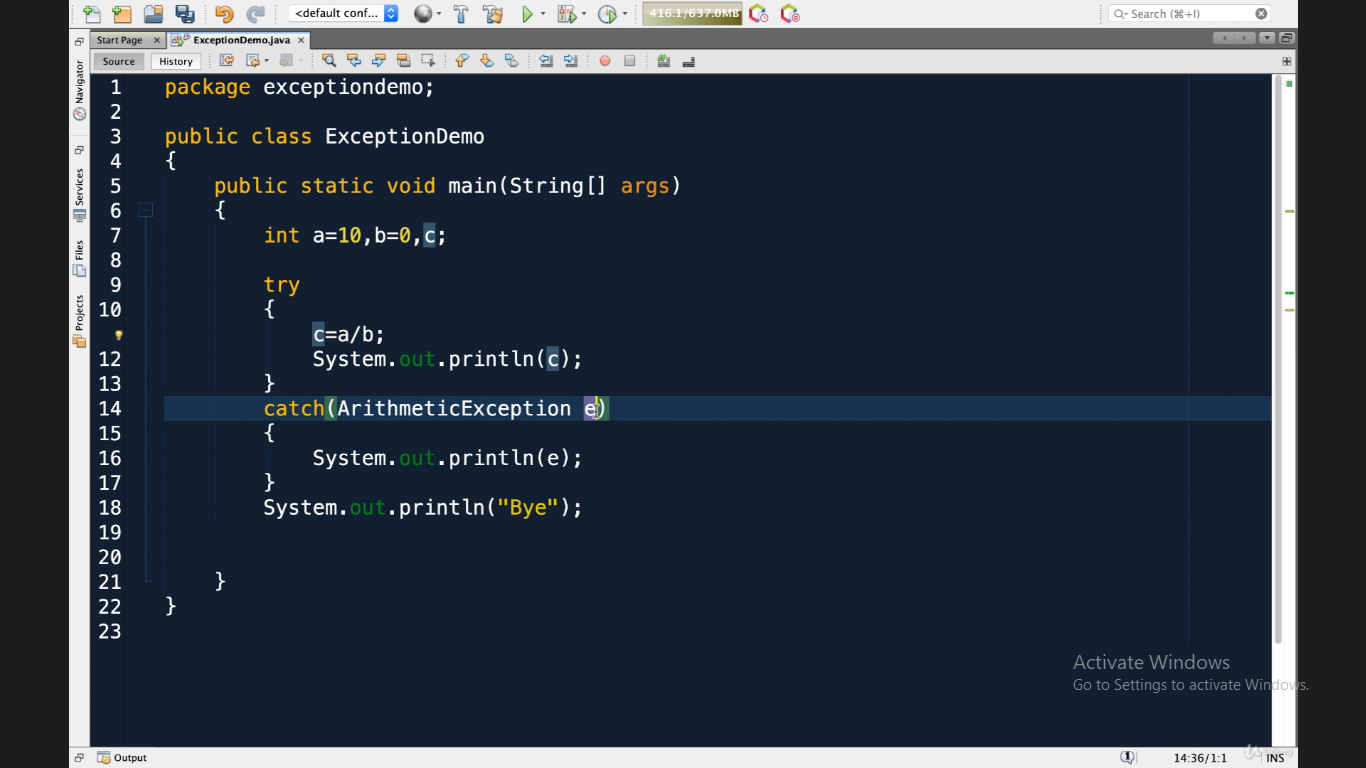 <default conf...
416.1/637.0MB
Search (⌘+I)
Start Page
ExceptionDemo.java
Source
History
Navigator
Services
Files
Projects
1 package exceptiondemo;
2
3 public class ExceptionDemo
4 {
5 public static void main(String[] args)
6 {
7 int a=10,b=0,c;
8
9 try
10 {
c=a/b;
12 System.out.println(c);
13 }
14 catch(ArithmeticException e)
15 {
16 System.out.println(e);
17 }
18 System.out.println("Bye");
19
20
21 }
22 }
23
Activate Windows
Go to Settings to activate Windows.
Output
14:36/1:1
INS